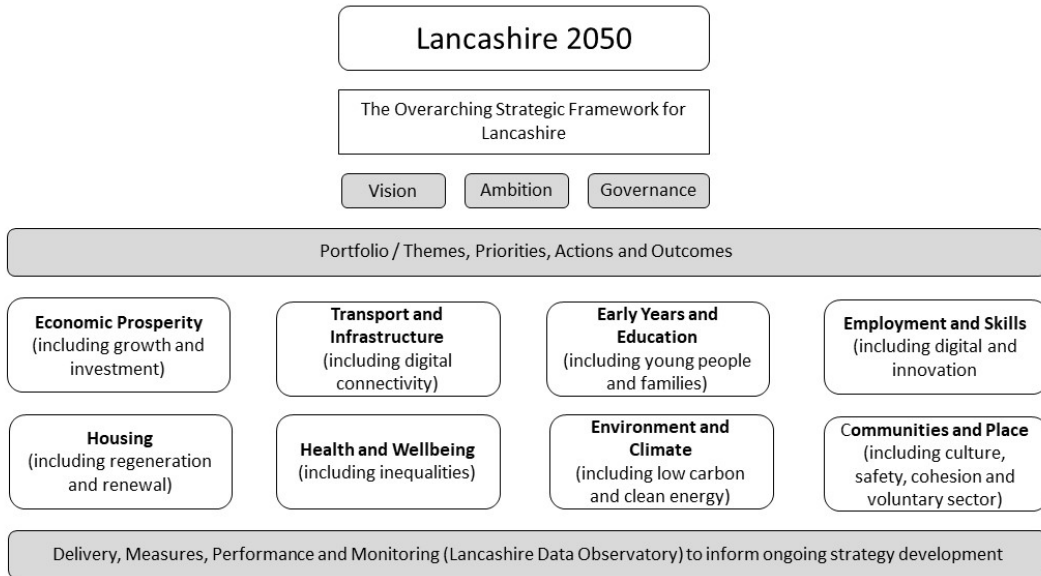 Lancashire 2050
The Overarching Strategic Framework for
Lancashire
Vision
Ambition
Governance
Portfolio / Themes, Priorities, Actions and Outcomes
Economic Prosperity
(including growth and
investment)
Transport and
Infrastructure
(including digital
connectivity)
Early Years and
Education
(including young people
and families)
Employment and Skills
(including digital and
innovation
Housing
(including regeneration
and renewal)
Health and Wellbeing
(including inequalities)
Environment and
Climate
(including low carbon
and clean energy)
Communities and Place
(including culture,
safety, cohesion and
voluntary sector)
Delivery, Measures, Performance and Monitoring (Lancashire Data Observatory) to inform ongoing strategy development